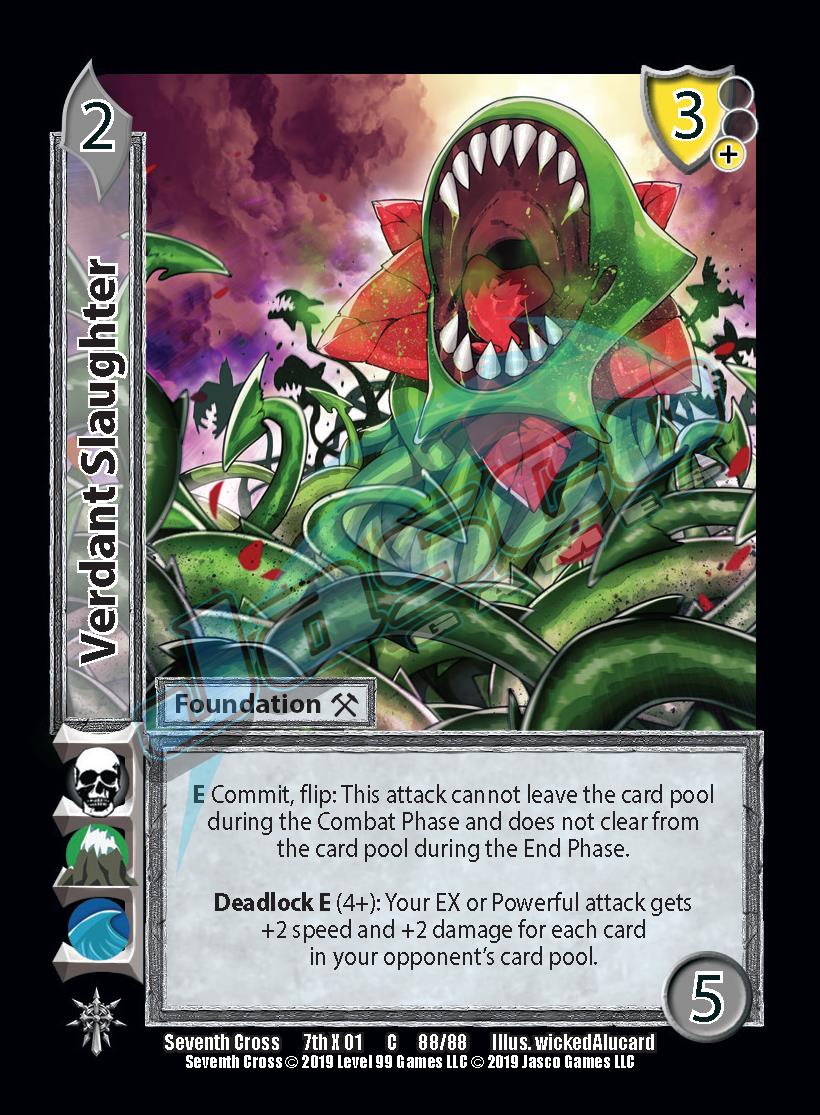 2
3
+
Verdant Slaughter
JASCO
GAMES
Foundation
E Commit, flip: This attack cannot leave the card pool
during the Combat Phase and does not clear from
the card pool during the End Phase.
Deadlock E (4+): Your EX or Powerful attack gets
+2 speed and +2 damage for each card
in your opponent's card pool.
5
Seventh Cross 7th X 01 C 88/88 Illus. wickedAlucard
Seventh Cross © 2019 Level 99 Games LLC © 2019 Jasco Games LLC